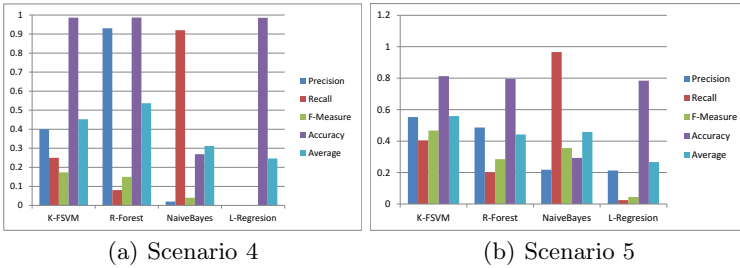 1
0.9
0.8
0.7
0.6
0.5
0.4
0.3
0.2
0.1
0
K-FSVM R-Forest NaiveBayes L-Regresion
Precision
Recall
F-Measure
Accuracy
Average
(a) Scenario 4
1.2
1
0.8
0.6
0.4
0.2
0
K-FSVM R-Forest NaiveBayes L-Regresion
Precision
Recall
F-Measure
Accuracy
Average
(b) Scenario 5